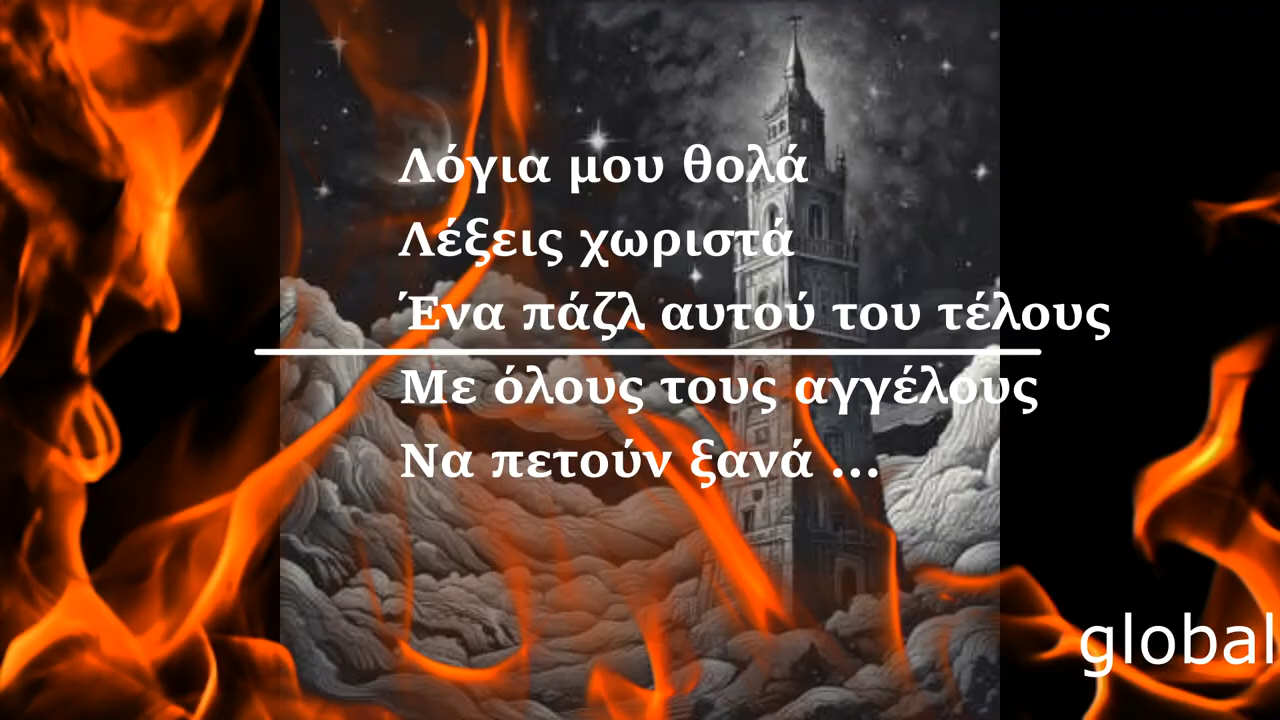 Λόγια μου θολά
Λέξεις χωριστά
Ένα πάζλ αυτού του τέλους
Με όλους τους αγγέλους
Να πετούν ξανά ...
global